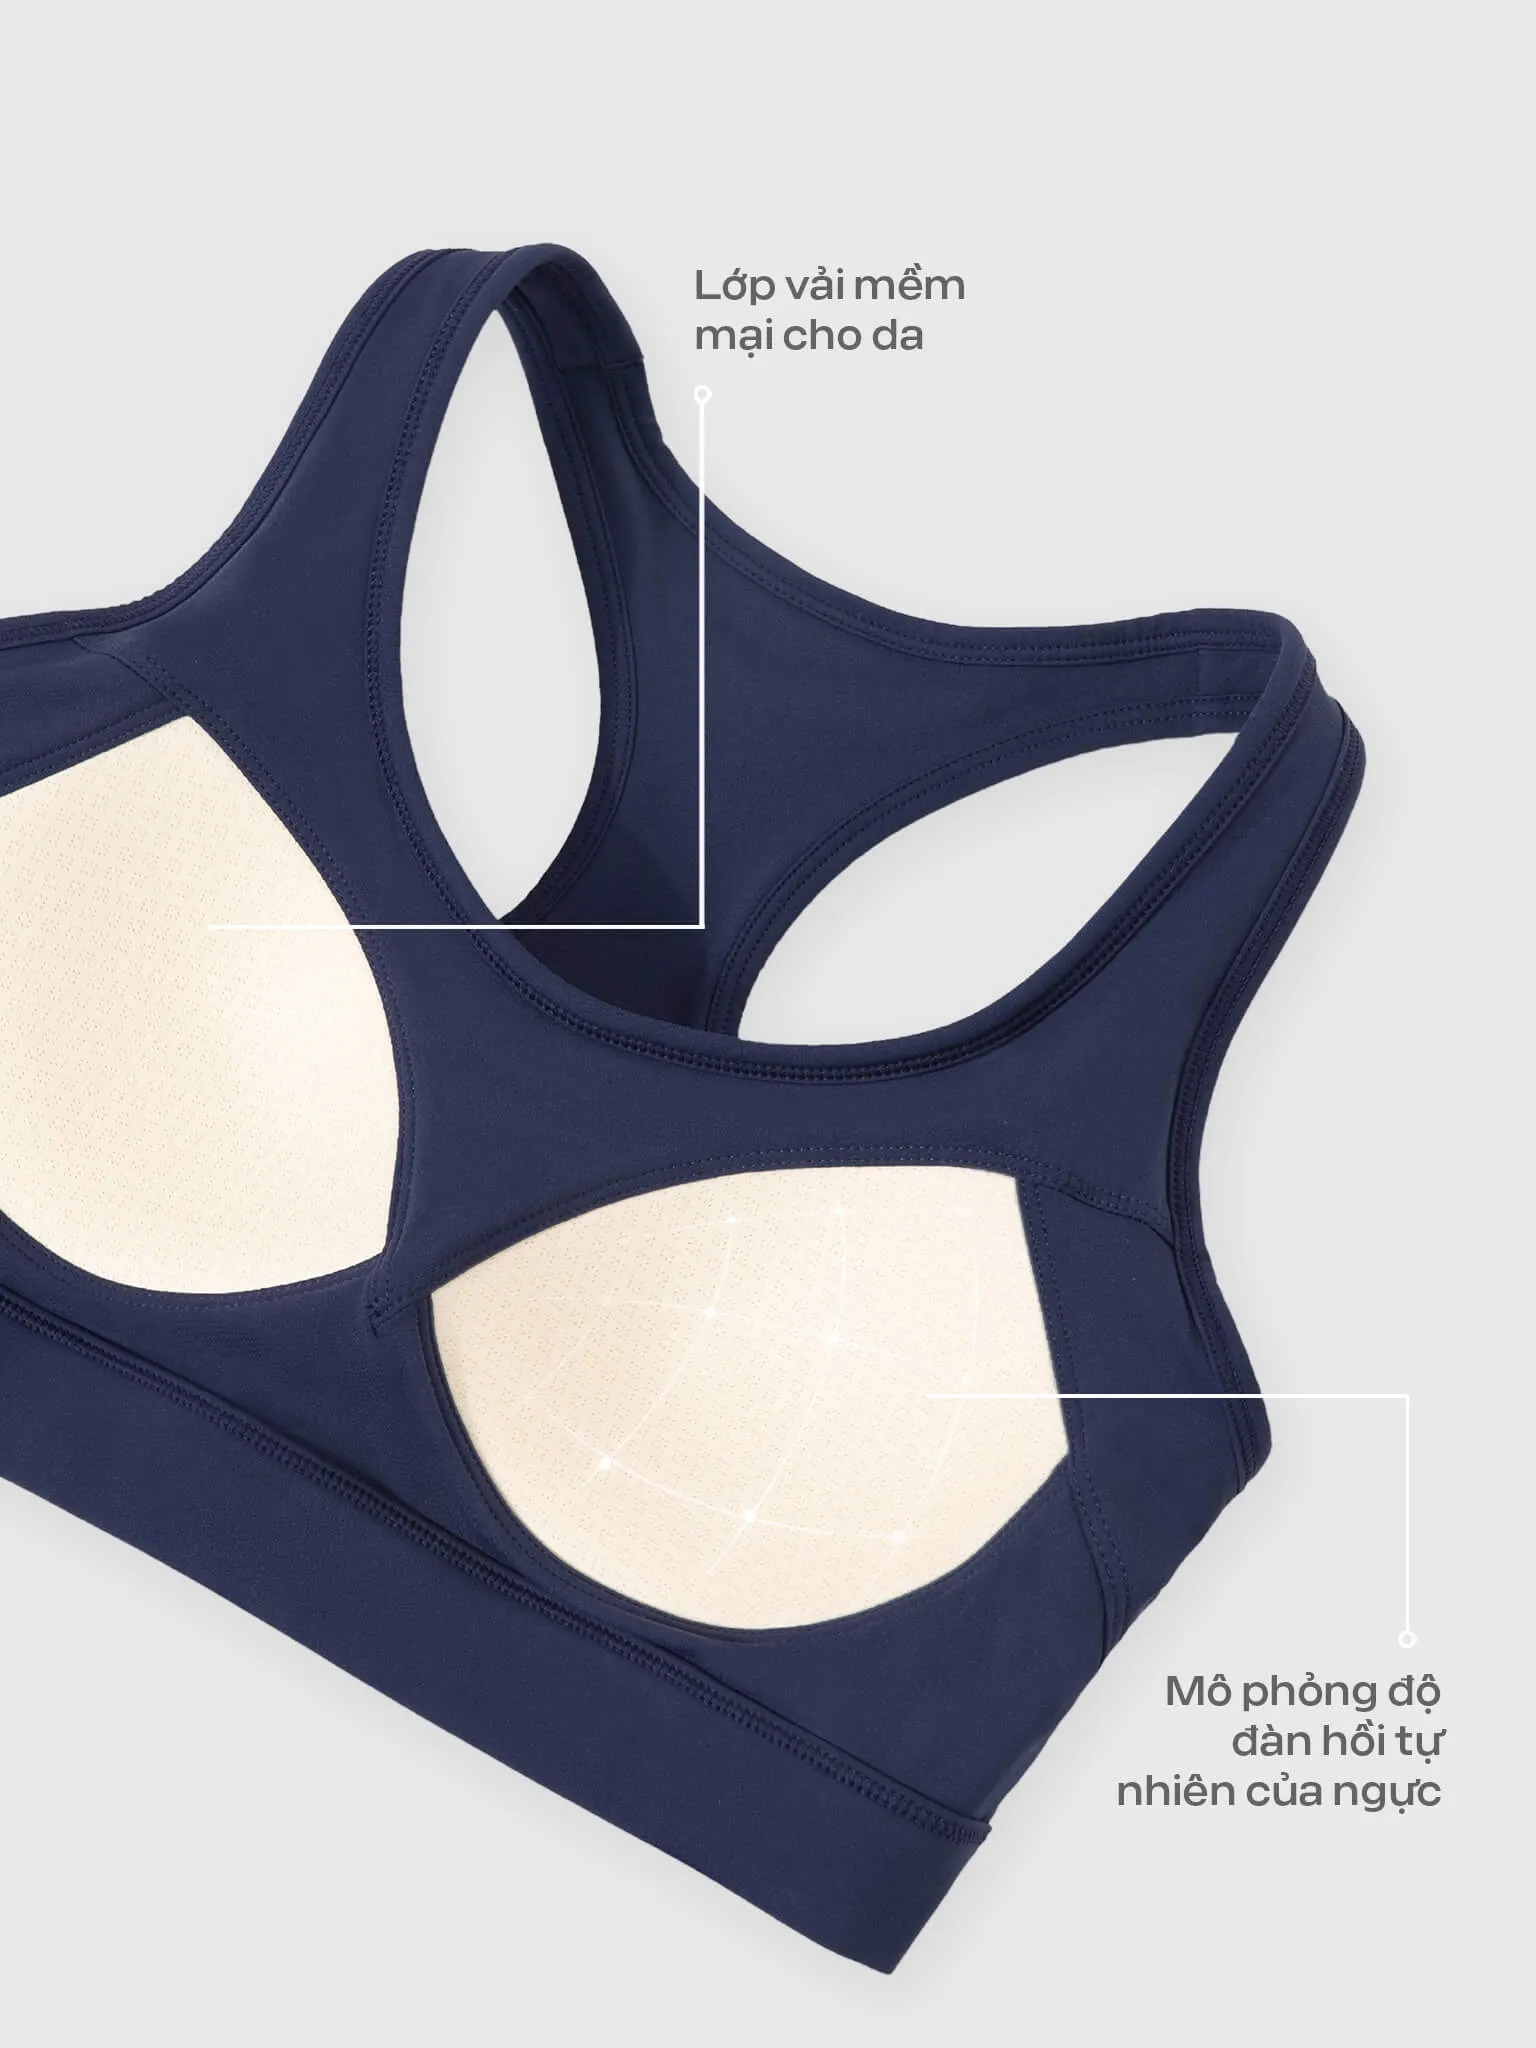 Lớp vải mềm
mại cho da
Mô phỏng độ
đàn hồi tự
nhiên của ngực